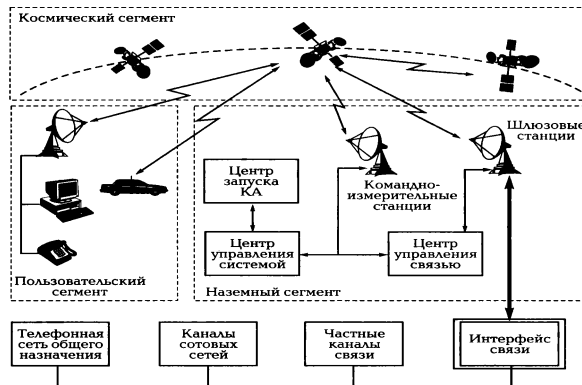 Космический сегмент
Шлюзовые
станции
Центр
запуска
КА
Командно-
измерительные
станции
Центр
управления
системой
Центр
управления
связью
Пользовательский
сегмент
Наземный сегмент
Телефонная
сеть общего
назначения
Каналы
сотовых
сетей
Частные
каналы
связи
Интерфейс
связи